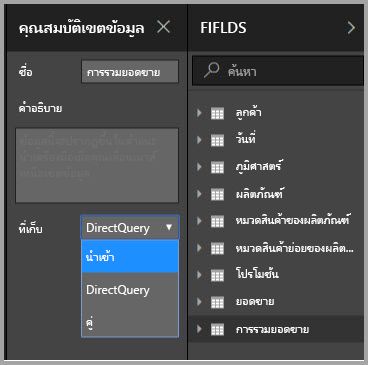 คุณสมบัติเขตข้อมูล
ชื่อ
การรวมยอดขาย
คำอธิบาย
ที่เก็บ
DirectQuery
นำเข้า
DirectQuery
คู่
FIFLDS
ค้นหา
ลูกค้า
วันที่
ภูมิศาสตร์
ผลิตภัณฑ์
หมวดสินค้าของผลิตภัณฑ์
หมวดสินค้าย่อยของผลิต...
โปรโมชั่น
ยอดขาย
การรวมยอดขาย